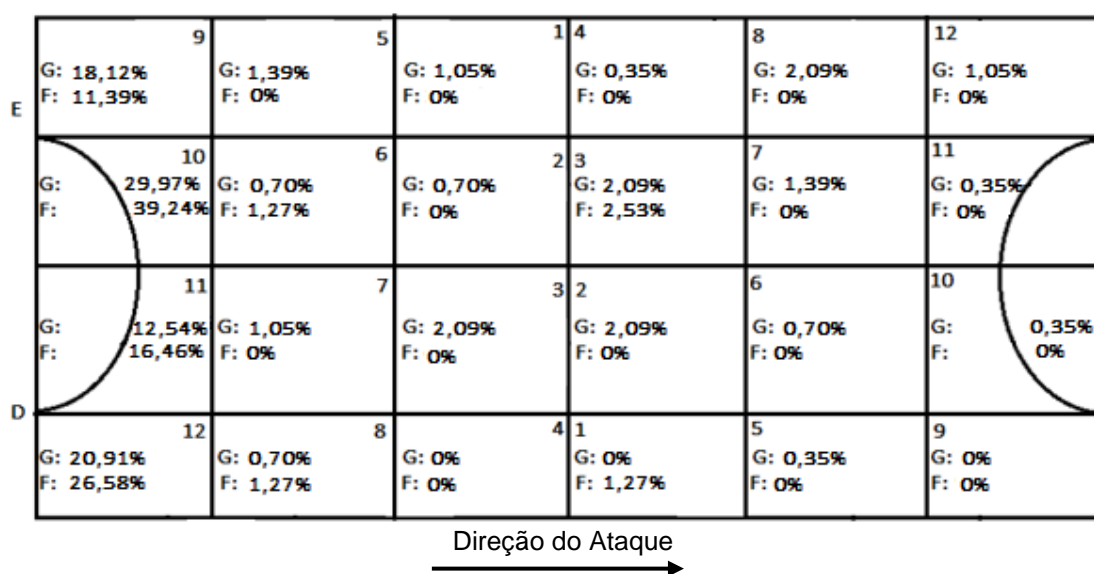 9 5 1 4 8 12
G: 18,12% G: 1,39% G: 1,05% G: 0,35% G: 2,09% G: 1,05%
F: 11,39% F: 0% F: 0% F: 0% F: 0% F: 0%
E
10 6 2 3 7 11
G: 29,97% G: 0,70% G: 0,70% G: 2,09% G: 1,39% G: 0,35%
F: 39,24% F: 1,27% F: 0% F: 2,53% F: 0% F: 0%
11 7 3 2 6 10
G: 12,54% G: 1,05% G: 2,09% G: 2,09% G: 0,70% G: 0,35%
F: 16,46% F: 0% F: 0% F: 0% F: 0% F: 0%
D
12 8 4 1 5 9
G: 20,91% G: 0,70% G: 0% G: 0% G: 0,35% G: 0%
F: 26,58% F: 1,27% F: 0% F: 1,27% F: 0% F: 0%
Direção do Ataque